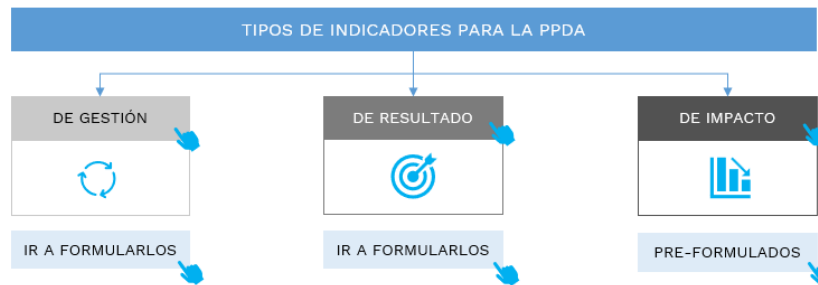 TIPOS DE INDICADORES PARA LA PPDA
DE GESTIÓN
DE RESULTADO
DE IMPACTO
IR A FORMULARLOS
IR A FORMULARLOS
PRE-FORMULADOS